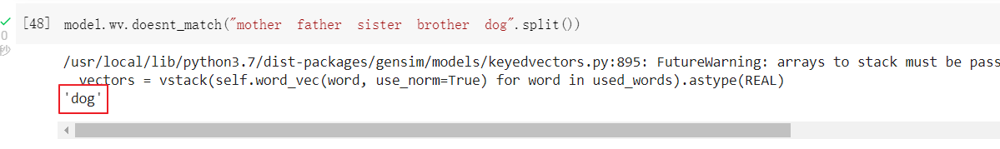 [48] model.wv.doesnt_match("mother  father  sister  brother  dog".split())
0
秒
/usr/local/lib/python3.7/dist-packages/gensim/models/keyedvectors.py:895: FutureWarning: arrays to stack must be pass
  vectors = vstack(self.word_vec(word, use_norm=True) for word in used_words).astype(REAL)
'dog'